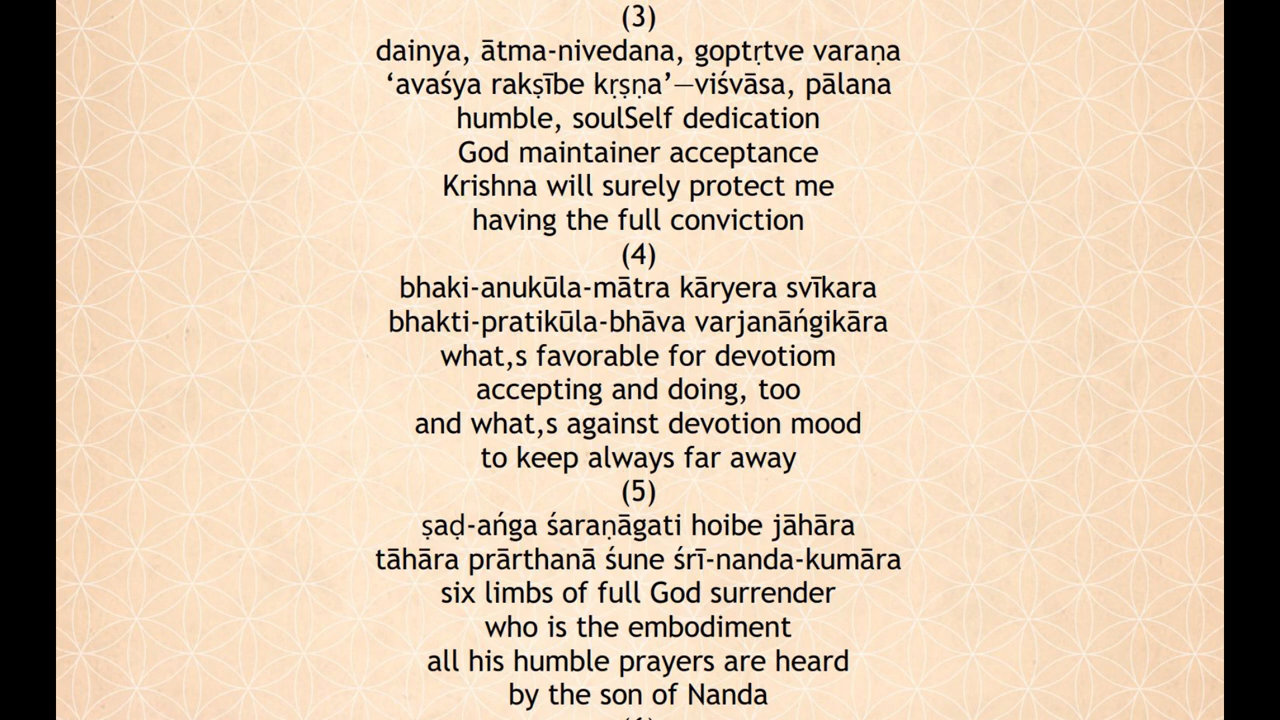 (3)
dainya, ātma-nivedana, goptṛtve varaṇa
‘avaśya rakṣībe kṛṣṇa’—viśvāsa, pālana
humble, soulSelf dedication
God maintainer acceptance
Krishna will surely protect me
having the full conviction
(4)
bhaki-anukūla-mātra kāryera svīkara
bhakti-pratikūla-bhāva varjanāńgikāra
what,s favorable for devotiom
accepting and doing, too
and what,s against devotion mood
to keep always far away
(5)
ṣaḍ-ańga śaraṇāgati hoibe jāhāra
tāhāra prārthanā śune śrī-nanda-kumāra
six limbs of full God surrender
who is the embodiment
all his humble prayers are heard
by the son of Nanda